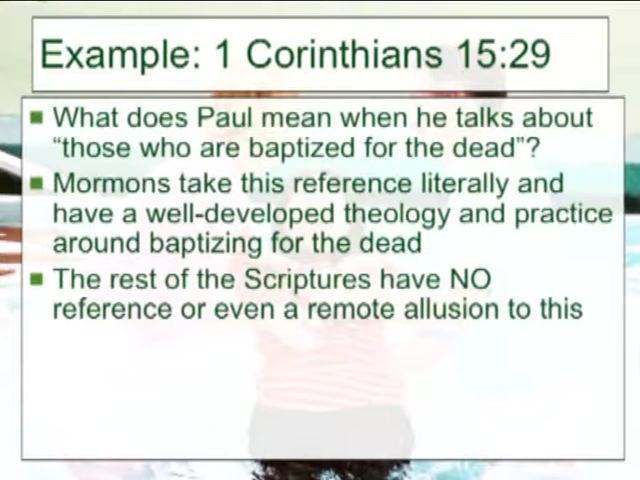 Example: 1 Corinthians 15:29
What does Paul mean when he talks about
“those who are baptized for the dead”?
Mormons take this reference literally and
have a well-developed theology and practice
around baptizing for the dead
The rest of the Scriptures have NO
reference or even a remote allusion to this